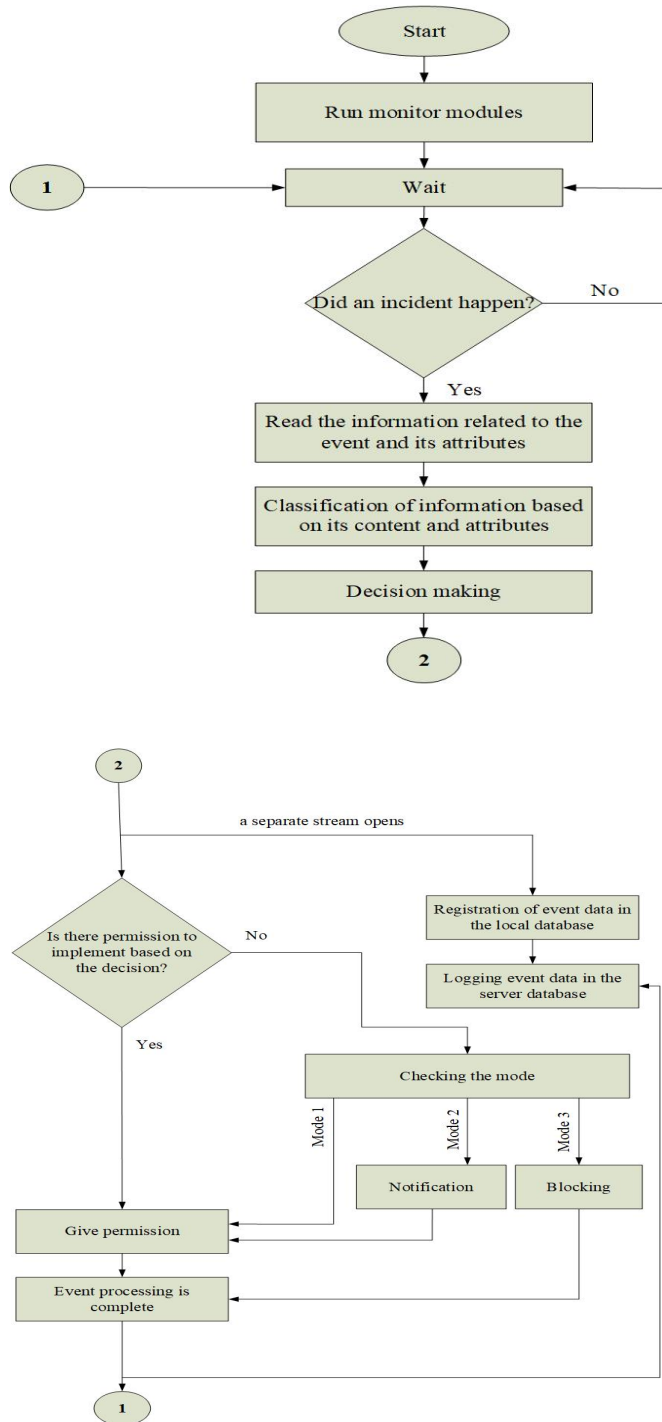 Start
Run monitor modules
1
Wait
Did an incident happen?
No
Yes
Read the information related to the
event and its attributes
Classification of information based
on its content and attributes
Decision making
2
2
a separate stream opens
Is there permission to
implement based on
the decision?
No
Registration of event data in
the local database
Logging event data in the
server database
Yes
Checking the mode
Mode 1
Mode 2
Mode 3
Notification
Blocking
Give permission
Event processing is
complete
1